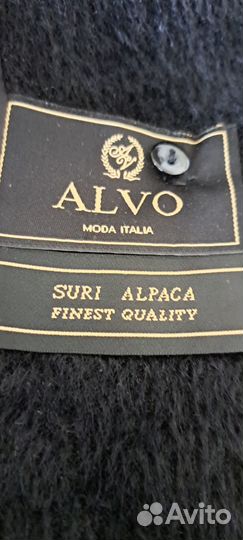 ALVO
MODA ITALIA
SURI ALPACA
FINEST QUALITY
Avito